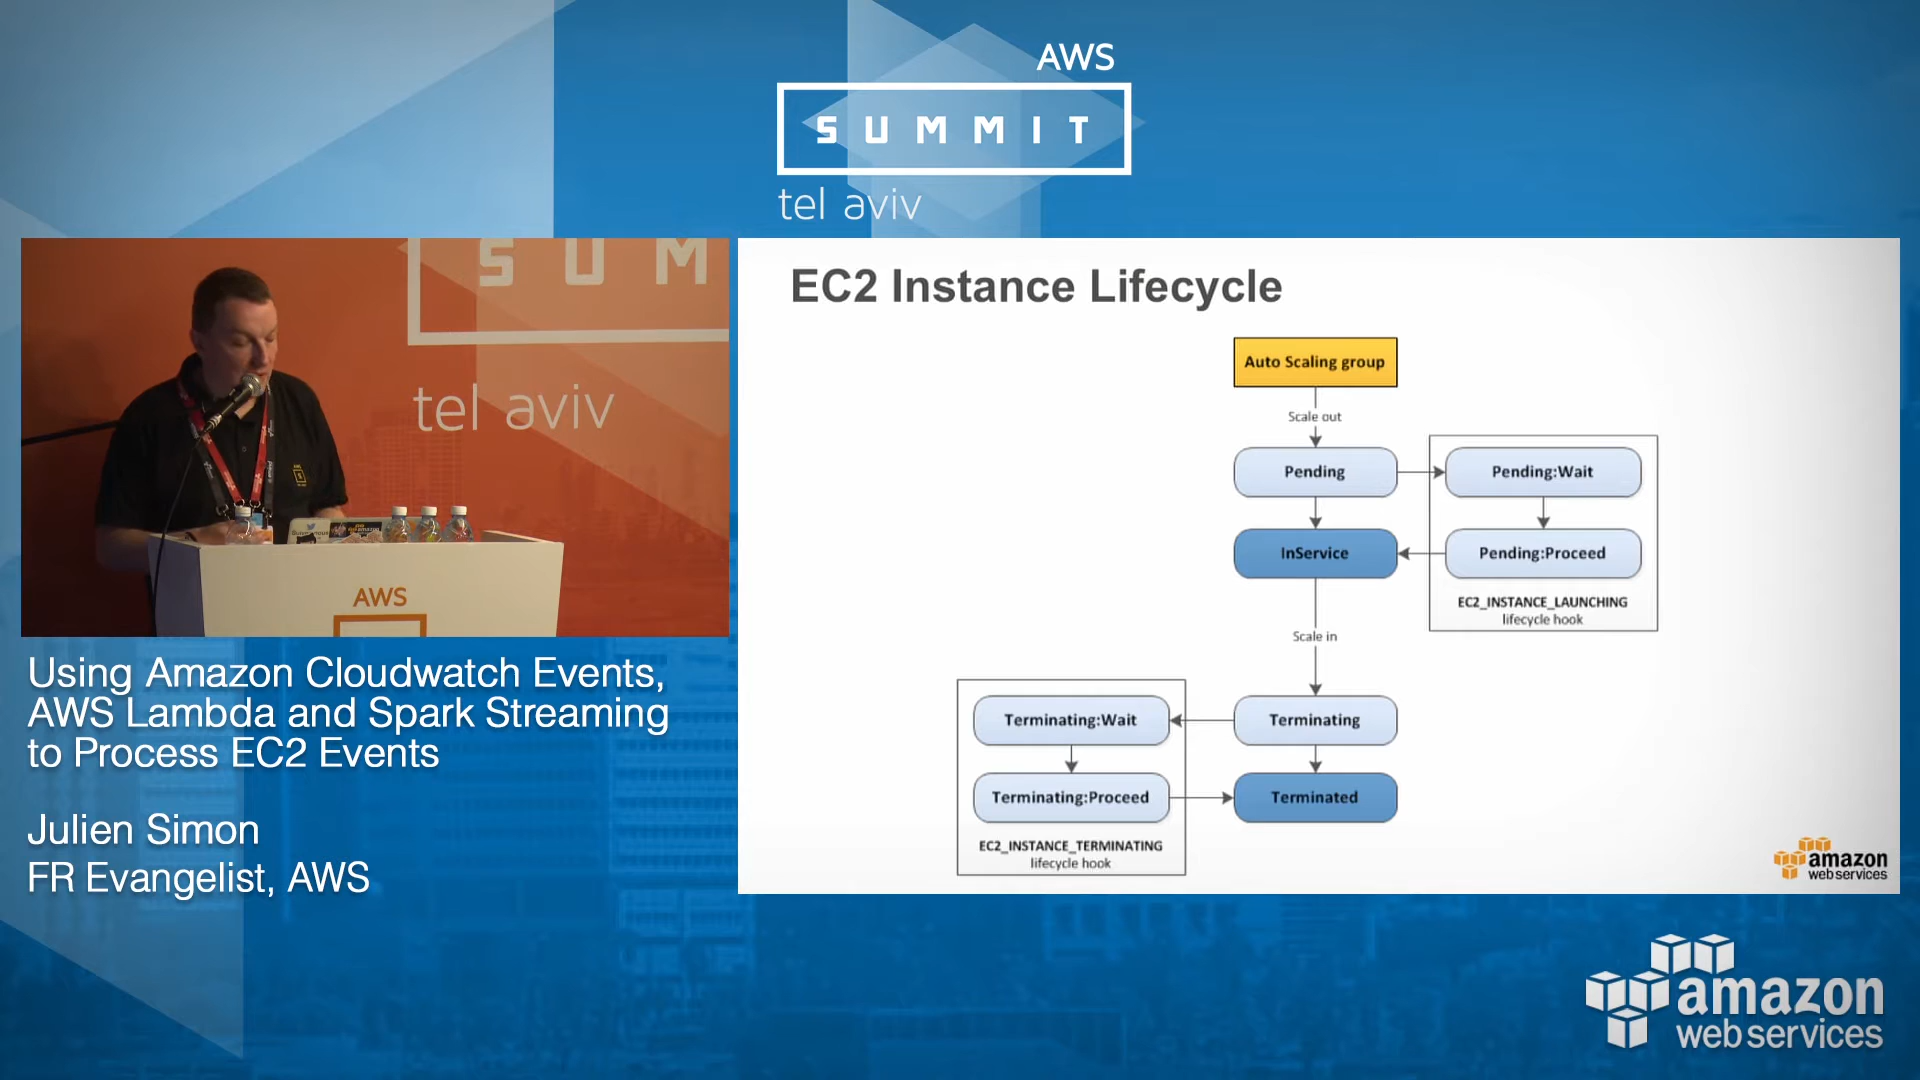 AWS
SUMMIT
tel aviv
SUM
tel aviv
AWS
Using Amazon Cloudwatch Events,
AWS Lambda and Spark Streaming
to Process EC2 Events
Julien Simon
FR Evangelist, AWS
EC2 Instance Lifecycle
Auto Scaling group
Scale out
Pending
Pending:Wait
InService
Pending:Proceed
EC2_INSTANCE_LAUNCHING
lifecycle hook
Scale in
Terminating:Wait
Terminating
Terminating:Proceed
Terminated
EC2_INSTANCE_TERMINATING
lifecycle hook
amazon
web services
amazon
web services